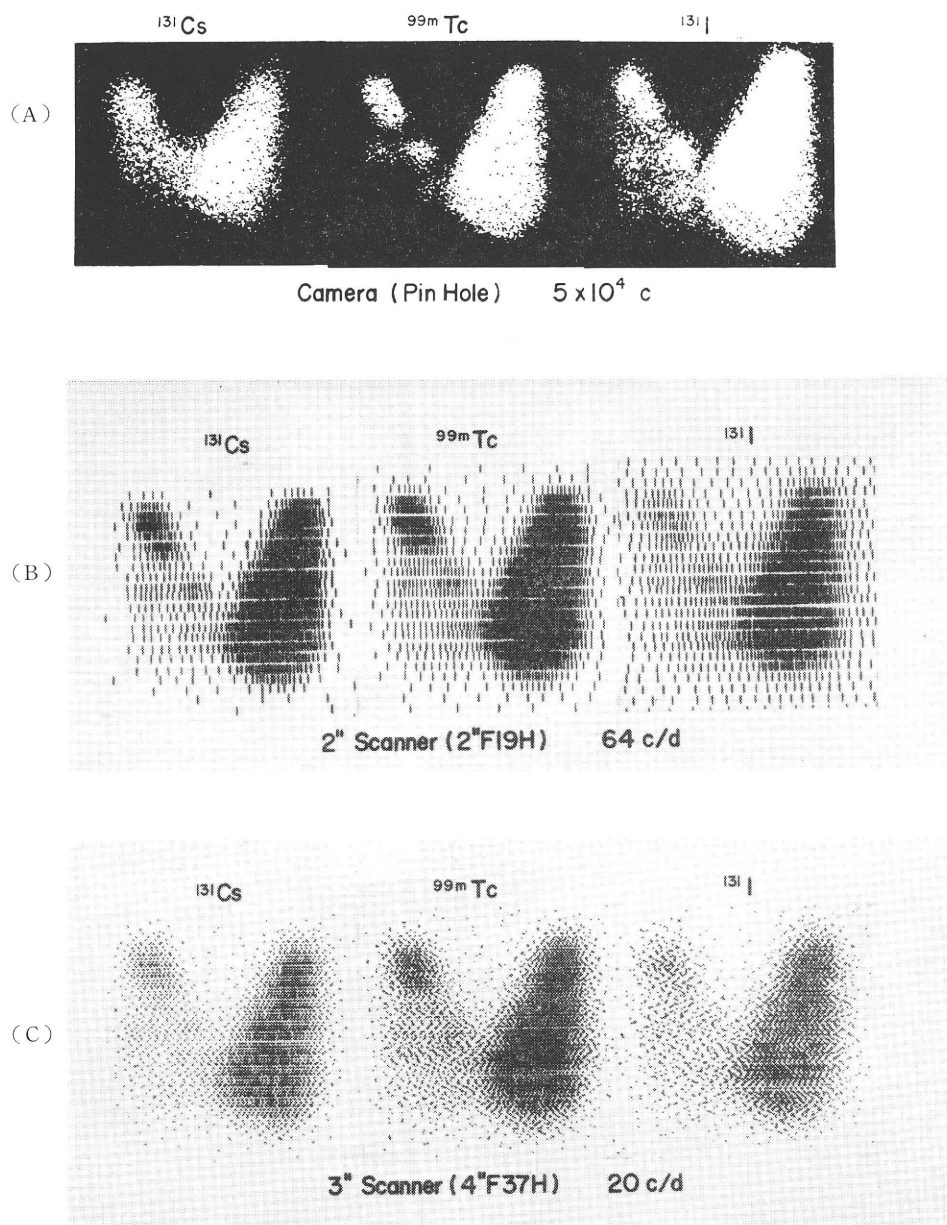 ¹³¹Cs ⁹⁹ᵐTc ¹³¹I
(A)
Camera (Pin Hole) 5 x10⁴ c
¹³¹Cs ⁹⁹ᵐTc ¹³¹I
(B)
2" Scanner (2"F19H) 64 c/d
¹³¹Cs ⁹⁹ᵐTc ¹³¹I
(C)
3" Scanner (4"F37H) 20 c/d